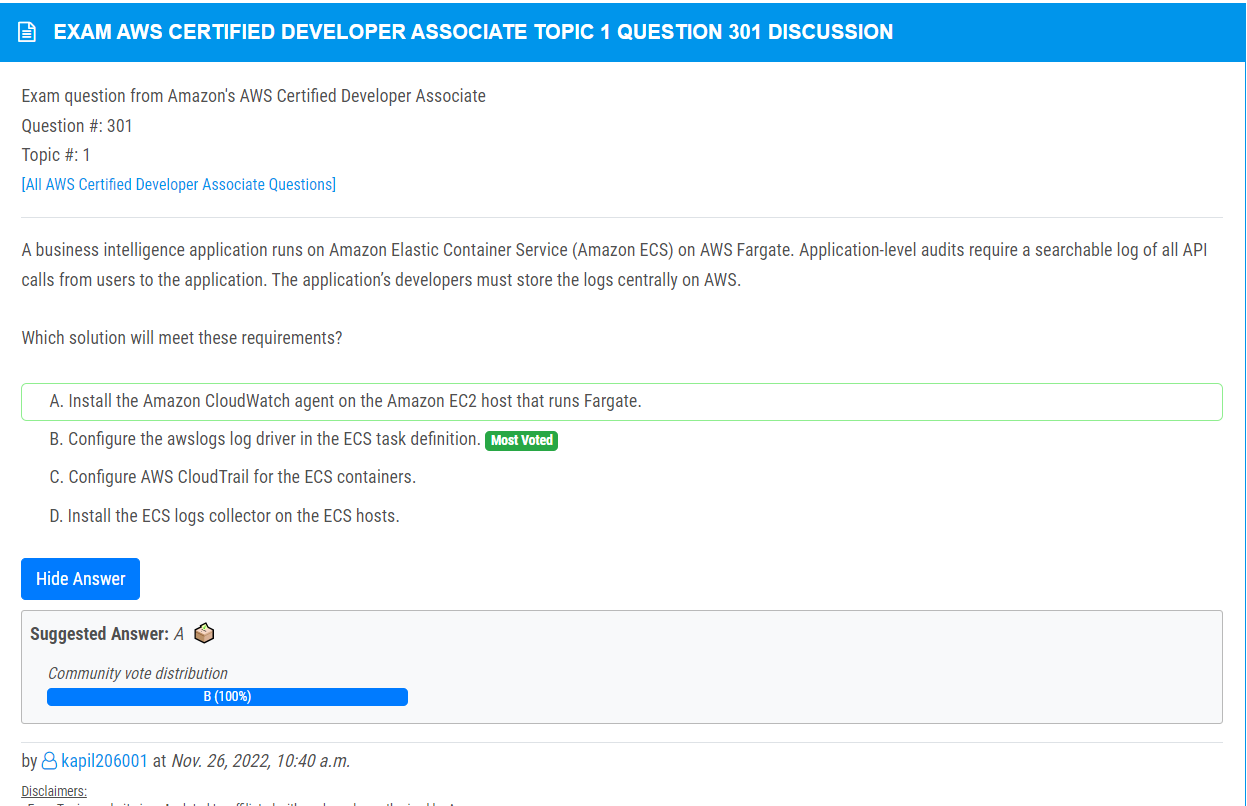 EXAM AWS CERTIFIED DEVELOPER ASSOCIATE TOPIC 1 QUESTION 301 DISCUSSION
Exam question from Amazon's AWS Certified Developer Associate
Question #: 301
Topic #: 1
[All AWS Certified Developer Associate Questions]
A business intelligence application runs on Amazon Elastic Container Service (Amazon ECS) on AWS Fargate. Application-level audits require a searchable log of all API
calls from users to the application. The application’s developers must store the logs centrally on AWS.
Which solution will meet these requirements?
A. Install the Amazon CloudWatch agent on the Amazon EC2 host that runs Fargate.
B. Configure the awslogs log driver in the ECS task definition. Most Voted
C. Configure AWS CloudTrail for the ECS containers.
D. Install the ECS logs collector on the ECS hosts.
Hide Answer
Suggested Answer: A
Community vote distribution
B (100%)
by kapil206001 at Nov. 26, 2022, 10:40 a.m.
Disclaimers: